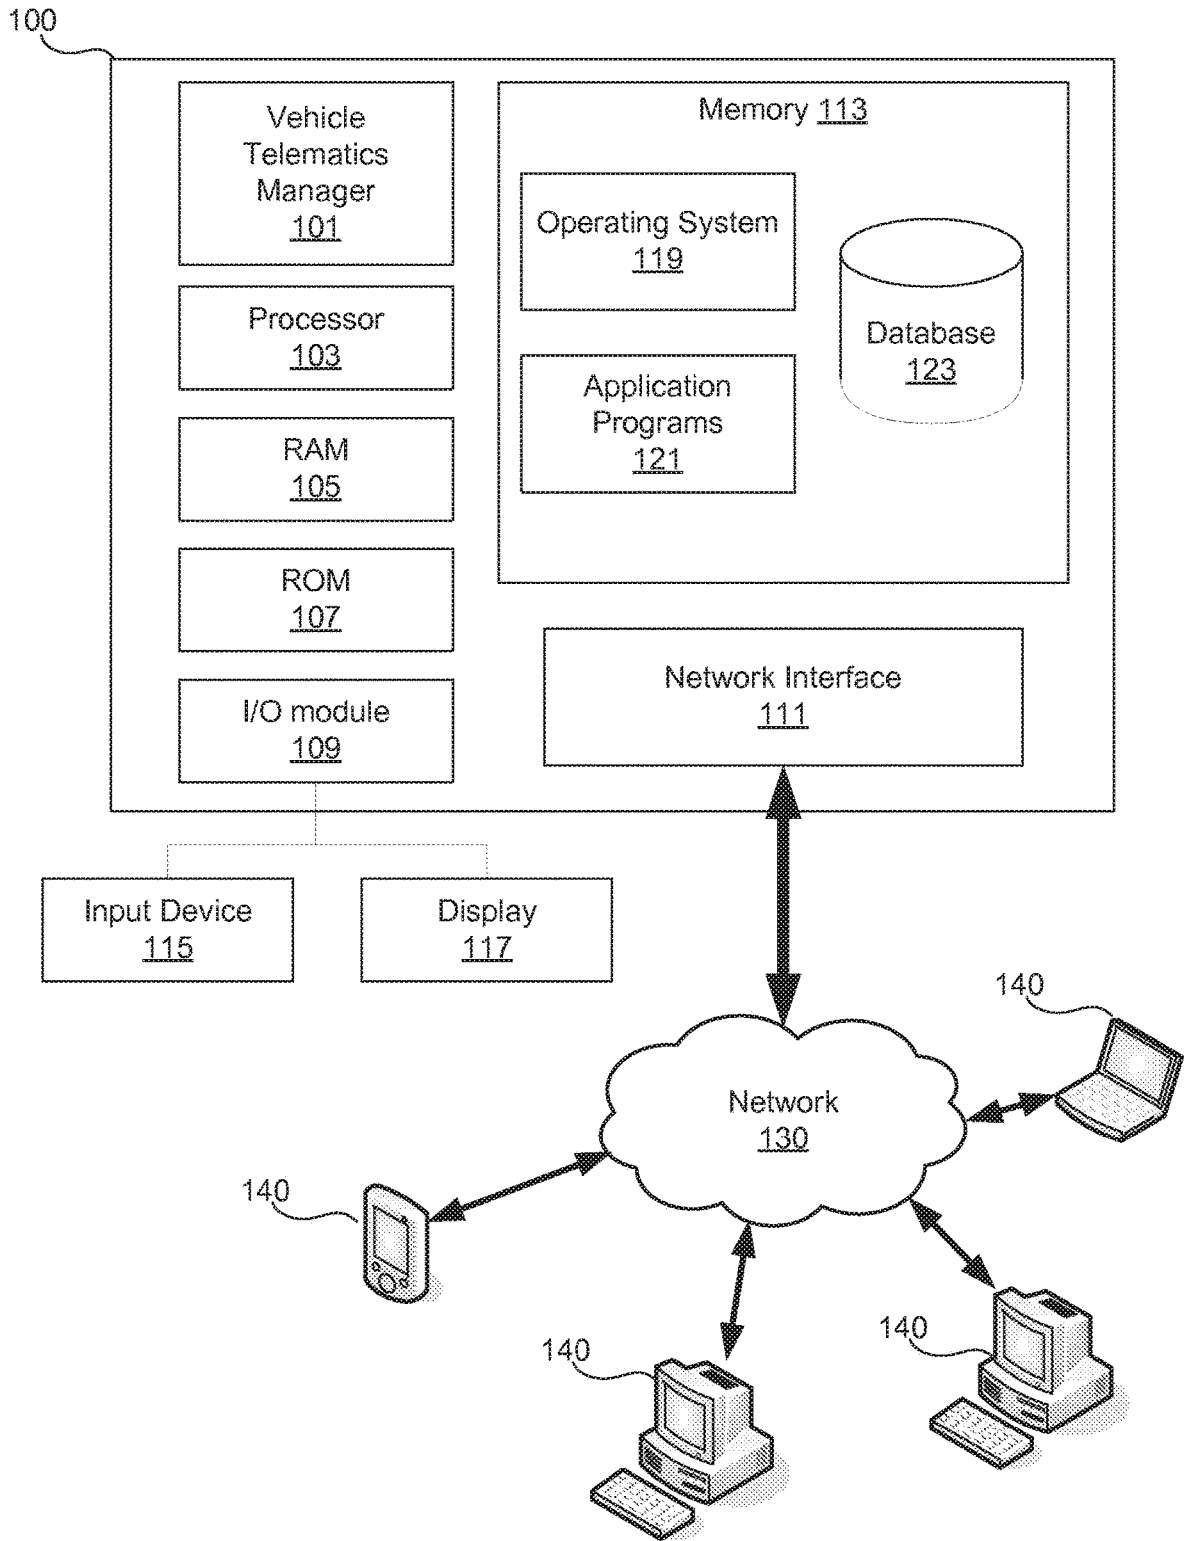 100
Vehicle
Telematics
Manager
101
Processor
103
RAM
105
ROM
107
I/O module
109
Memory 113
Operating System
119
Application
Programs
121
Database
123
Network Interface
111
Input Device
115
Display
117
Network
130
140
140
140
140